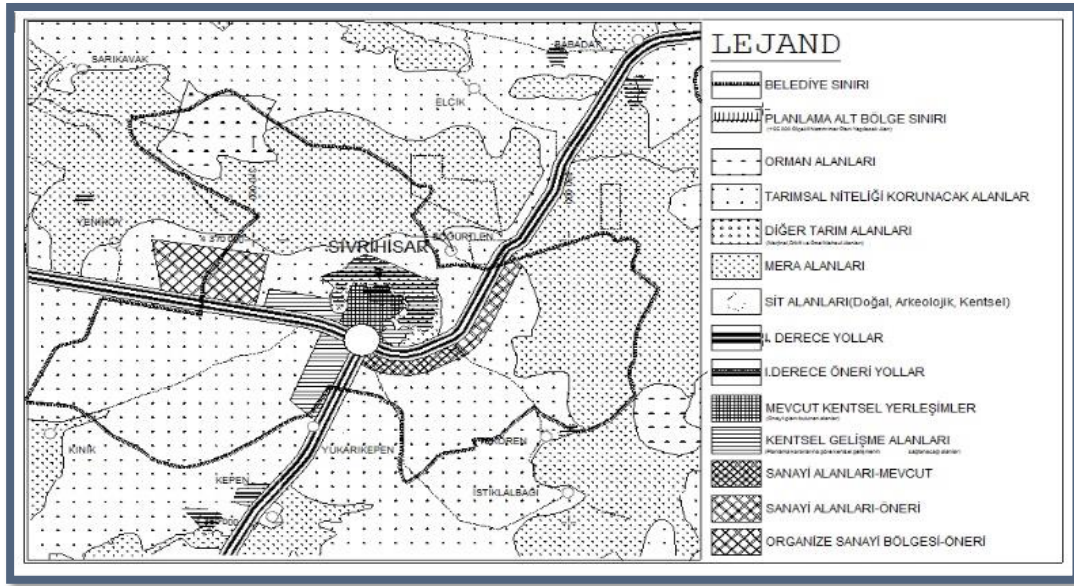 SARIKAVAK
BABADAT
ELCİK
YENİKÖY
SİVRİHİSAR
SÖĞÜRTLEN
KINIK
YUKARIKEPEN
KEPEN
İSTİKLALBAĞI
LEJAND
BELEDİYE SINIRI
PLANLAMA ALT BÖLGE SINIRI
ORMAN ALANLARI
TARIMSAL NİTELİĞİ KORUNACAK ALANLAR
DİĞER TARIM ALANLARI
MERA ALANLARI
SİT ALANLARI(Doğal, Arkeolojik, Kentsel)
I. DERECE YOLLAR
I.DERECE ÖNERİ YOLLAR
MEVCUT KENTSEL YERLEŞİMLER
KENTSEL GELİŞME ALANLARI
SANAYİ ALANLARI-MEVCUT
SANAYİ ALANLARI-ÖNERİ
ORGANİZE SANAYİ BÖLGESİ-ÖNERİ